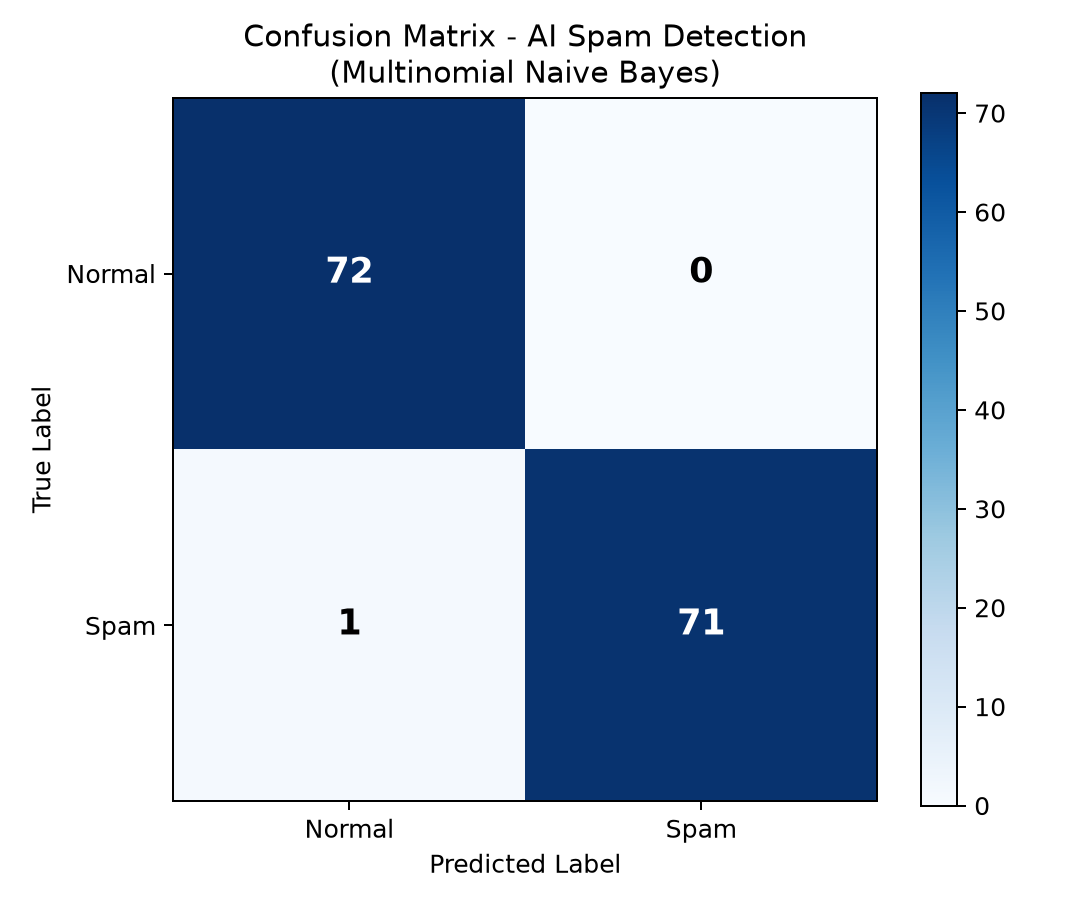 Confusion Matrix - AI Spam Detection
(Multinomial Naive Bayes)
True Label
Normal
72
0
Spam
1
71
Normal
Spam
Predicted Label
70
60
50
40
30
20
10
0